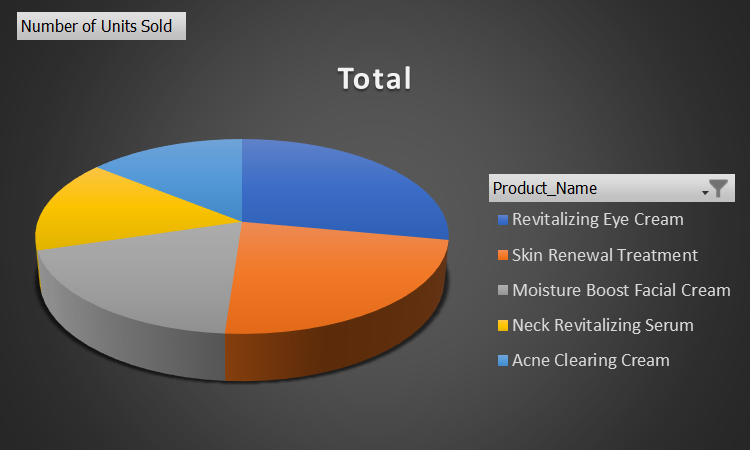 Number of Units Sold
Total
Product_Name
Revitalizing Eye Cream
Skin Renewal Treatment
Moisture Boost Facial Cream
Neck Revitalizing Serum
Acne Clearing Cream